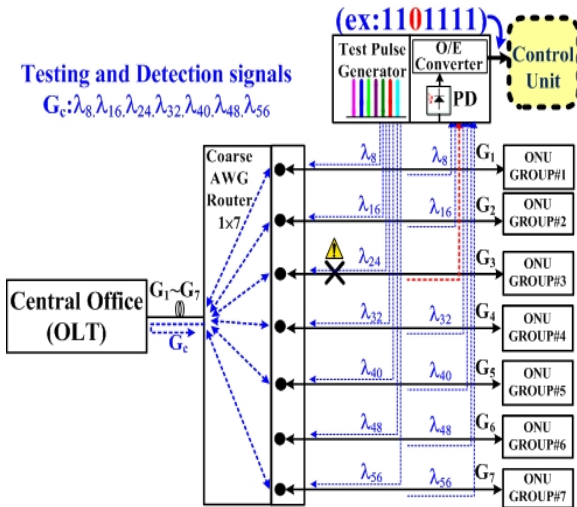 (ex:1101111)
Test Pulse
Generator
O/E
Converter
PD
Control
Unit
Testing and Detection signals
Gc:λ8,λ16,λ24,λ32,λ40,λ48,λ56
Coarse
AWG
Router
1×7
λ8 λ8 G1
ONU
GROUP#1
λ16 λ16 G2
ONU
GROUP#2
λ24 G3
ONU
GROUP#3
G1~G7
Central Office
(OLT)
Gc
λ32 λ32 G4
ONU
GROUP#4
λ40 λ40 G5
ONU
GROUP#5
λ48 λ48 G6
ONU
GROUP#6
λ56 λ56 G7
ONU
GROUP#7